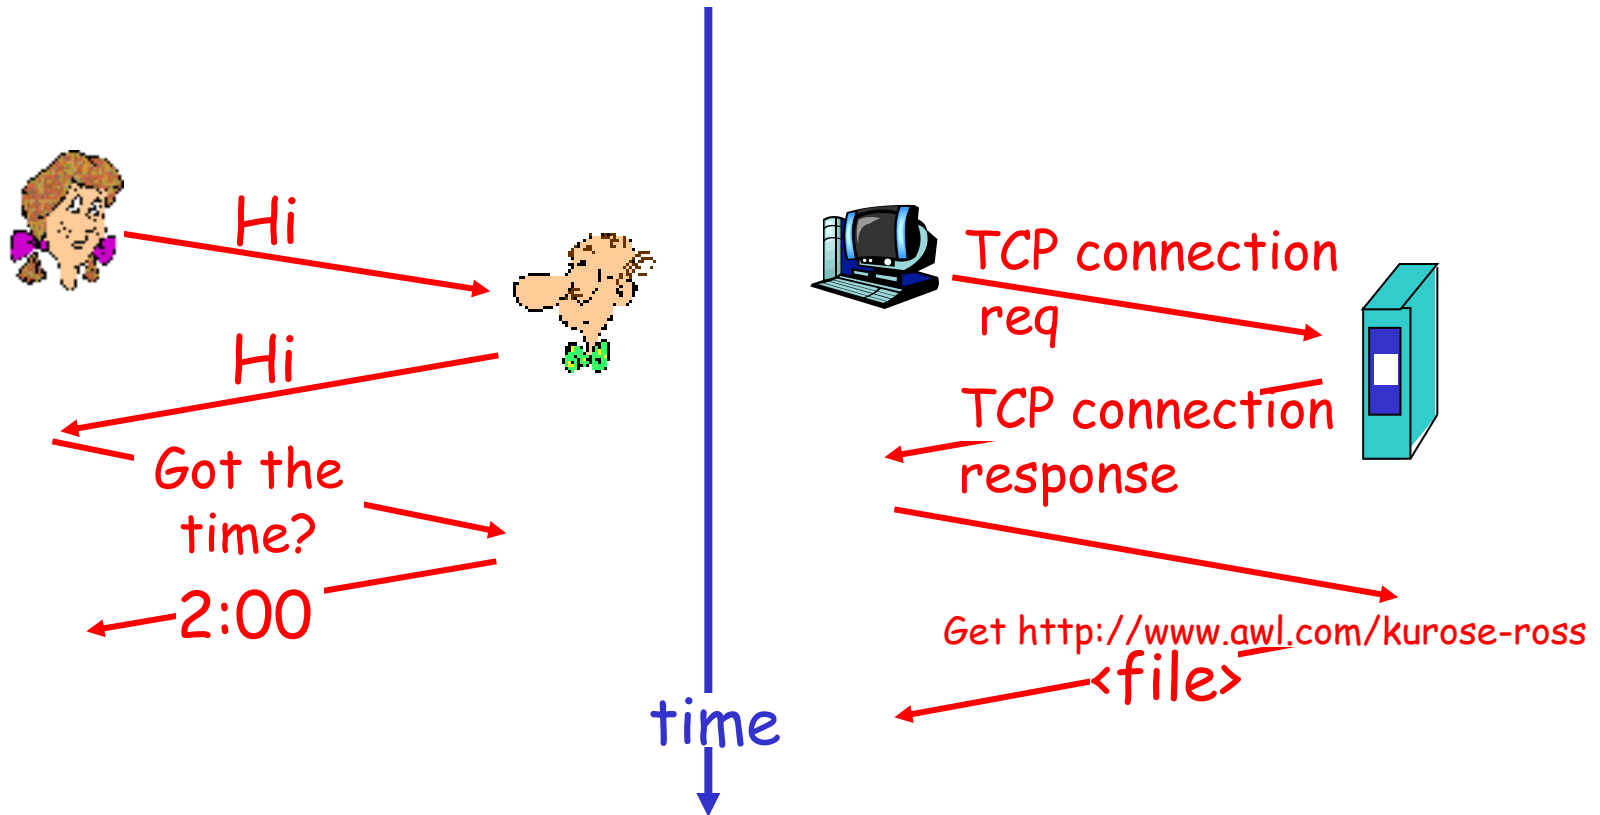 Hi
Hi
Got the
time?
2:00
time
TCP connection
req
TCP connection
response
Get http://www.awl.com/kurose-ross
<file>